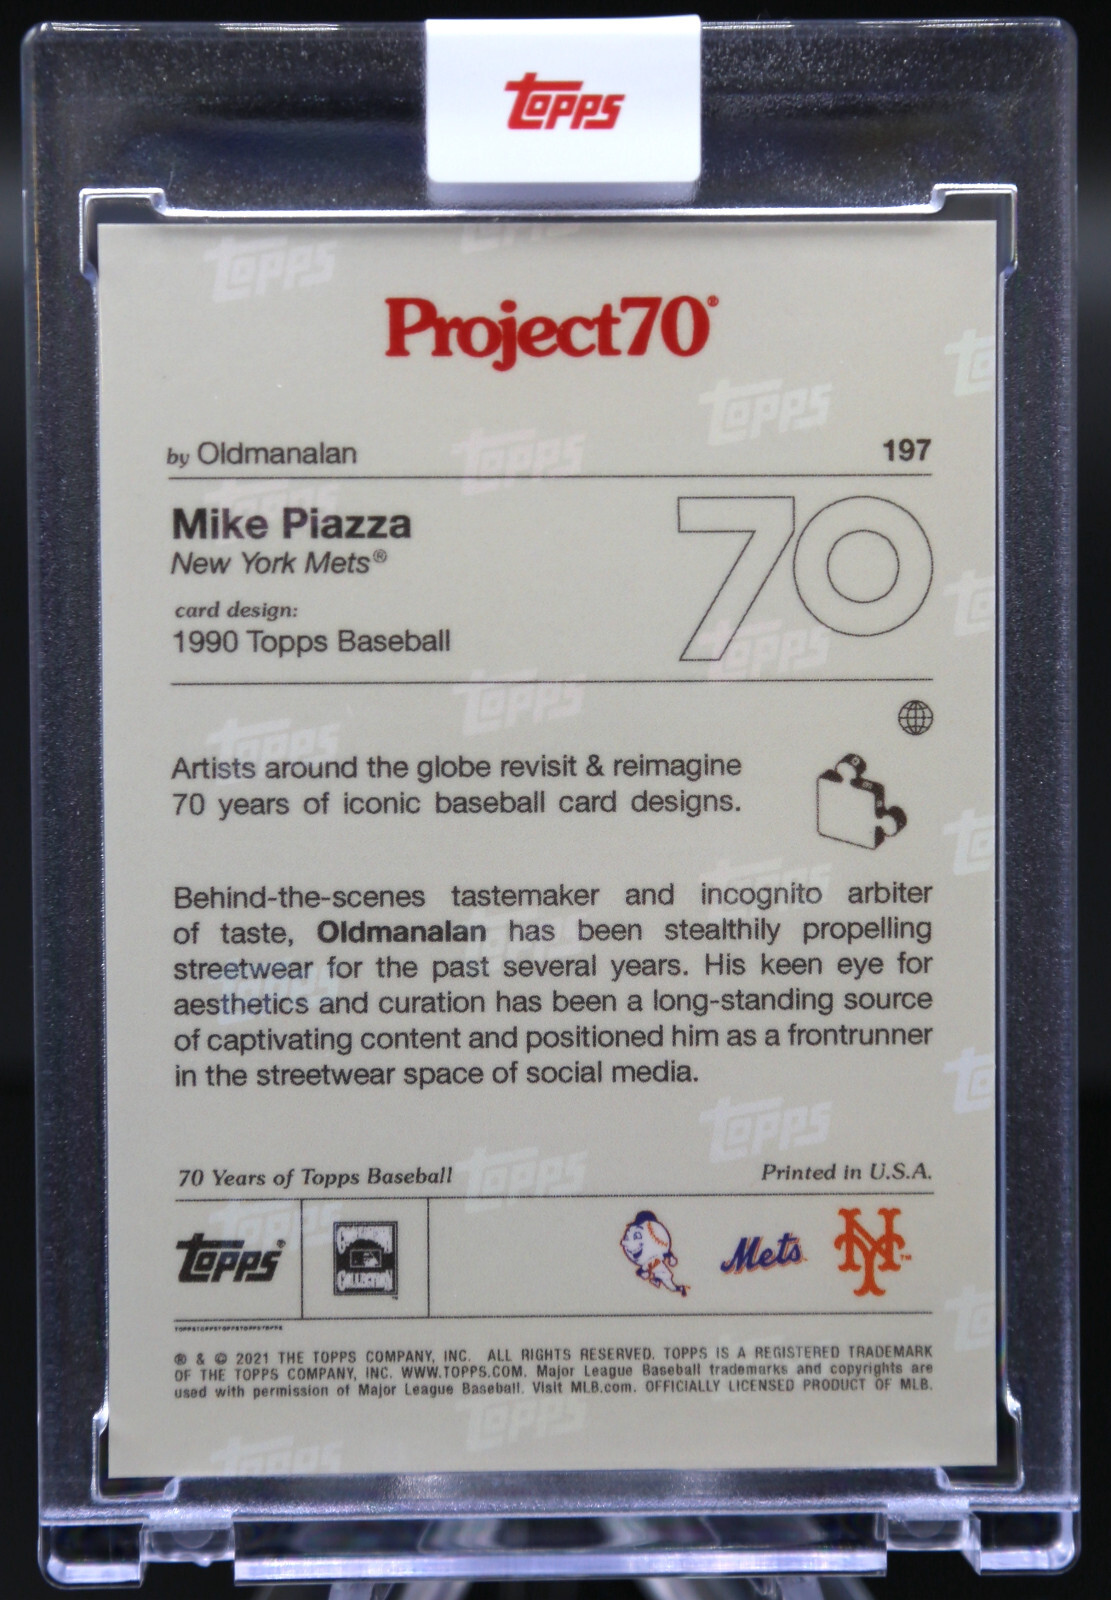 Topps
Project70®
by Oldmanalan 197
Mike Piazza
New York Mets®
card design:
1990 Topps Baseball
70
Artists around the globe revisit & reimagine
70 years of iconic baseball card designs.
Behind-the-scenes tastemaker and incognito arbiter
of taste, Oldmanalan has been stealthily propelling
streetwear for the past several years. His keen eye for
aesthetics and curation has been a long-standing source
of captivating content and positioned him as a frontrunner
in the streetwear space of social media.
70 Years of Topps Baseball Printed in U.S.A.
Topps® COLLECTION Mets NY™
TOPPSTOPPSTOPPSTOPPSTOPPS
® & © 2021 THE TOPPS COMPANY, INC. ALL RIGHTS RESERVED. TOPPS IS A REGISTERED TRADEMARK
OF THE TOPPS COMPANY, INC. WWW.TOPPS.COM. Major League Baseball trademarks and copyrights are
used with permission of Major League Baseball. Visit MLB.com. OFFICIALLY LICENSED PRODUCT OF MLB.